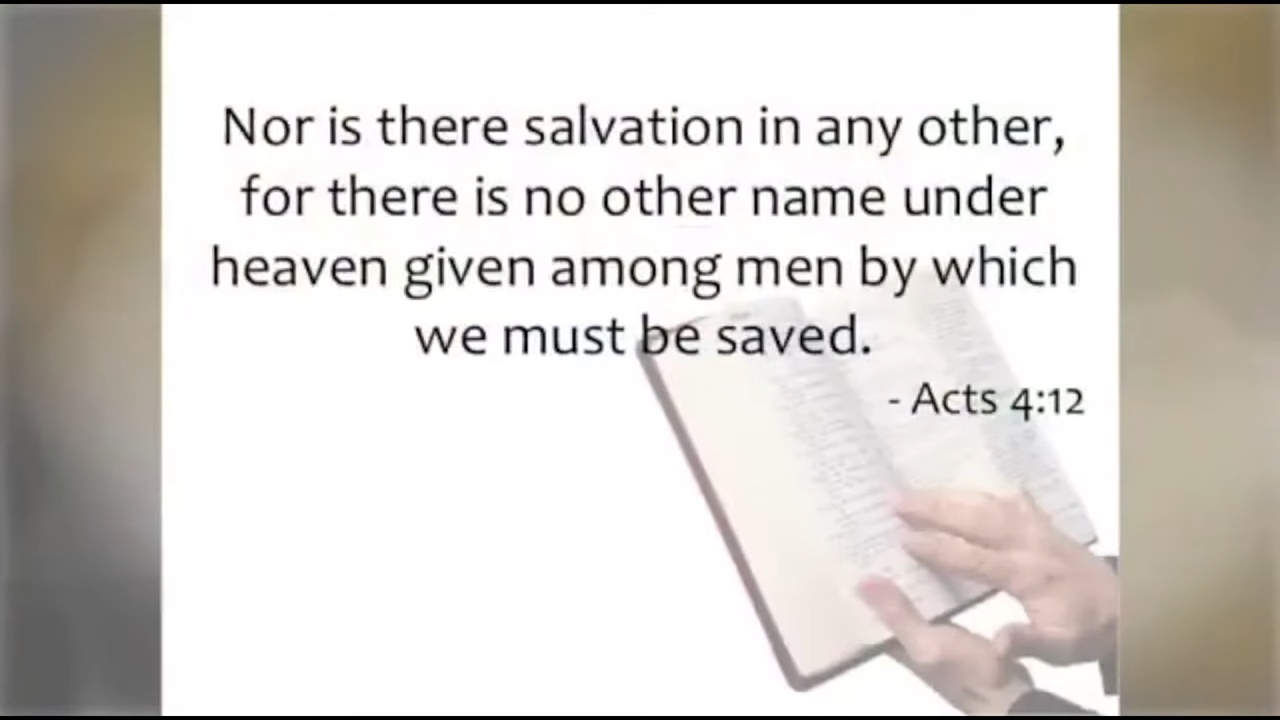 Nor is there salvation in any other,
for there is no other name under
heaven given among men by which
we must be saved.
- Acts 4:12